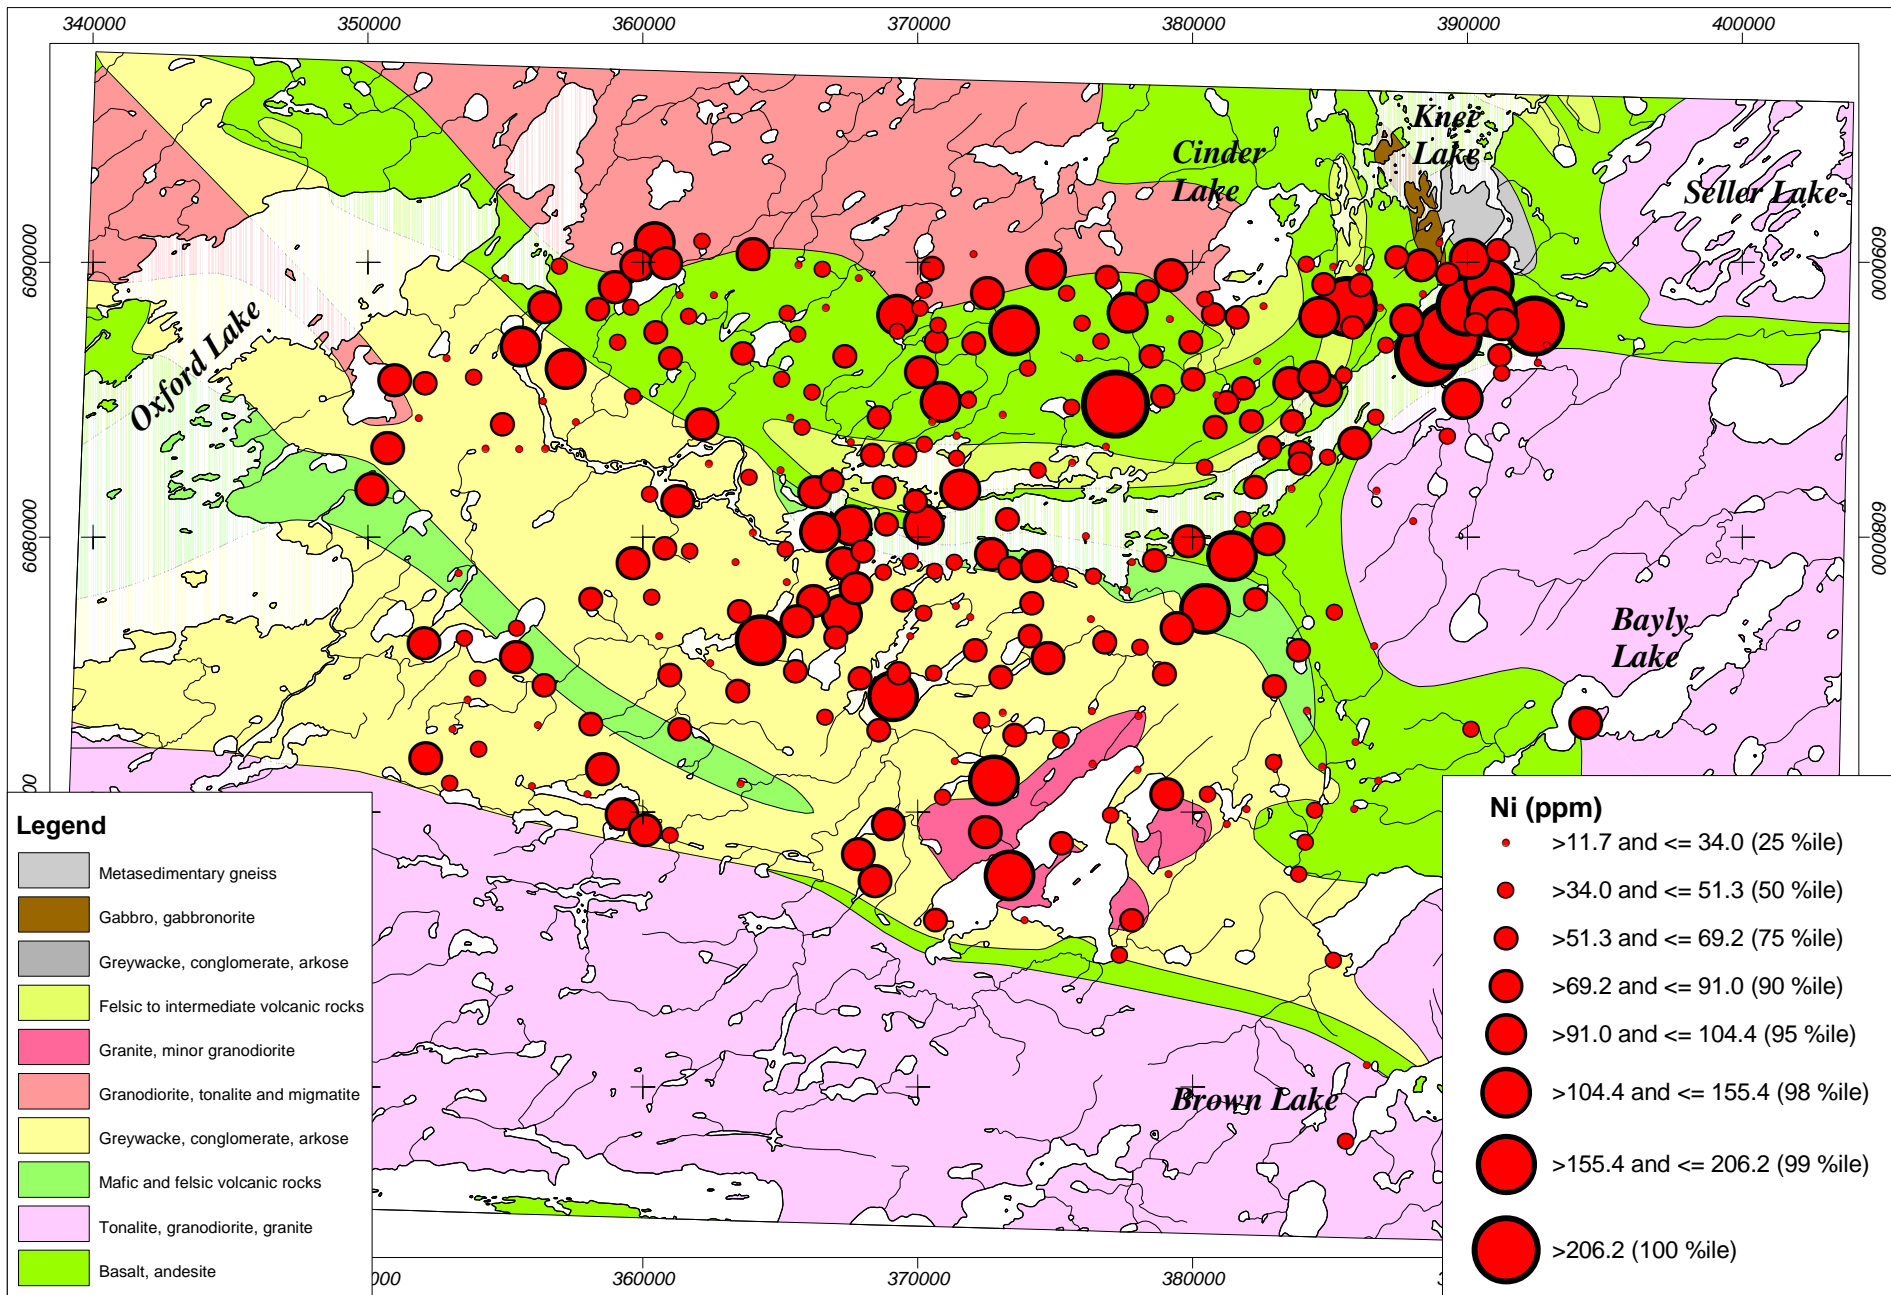 340000 350000 360000 370000 380000 390000 400000
Knee
Lake
Cinder
Lake
Seller Lake
6090000 6090000
Oxford Lake
6080000 6080000
Bayly
Lake
Brown Lake
Legend
Metasedimentary gneiss
Gabbro, gabbronorite
Greywacke, conglomerate, arkose
Felsic to intermediate volcanic rocks
Granite, minor granodiorite
Granodiorite, tonalite and migmatite
Greywacke, conglomerate, arkose
Mafic and felsic volcanic rocks
Tonalite, granodiorite, granite
Basalt, andesite
Ni (ppm)
>11.7 and <= 34.0 (25 %ile)
>34.0 and <= 51.3 (50 %ile)
>51.3 and <= 69.2 (75 %ile)
>69.2 and <= 91.0 (90 %ile)
>91.0 and <= 104.4 (95 %ile)
>104.4 and <= 155.4 (98 %ile)
>155.4 and <= 206.2 (99 %ile)
>206.2 (100 %ile)
360000 370000 380000